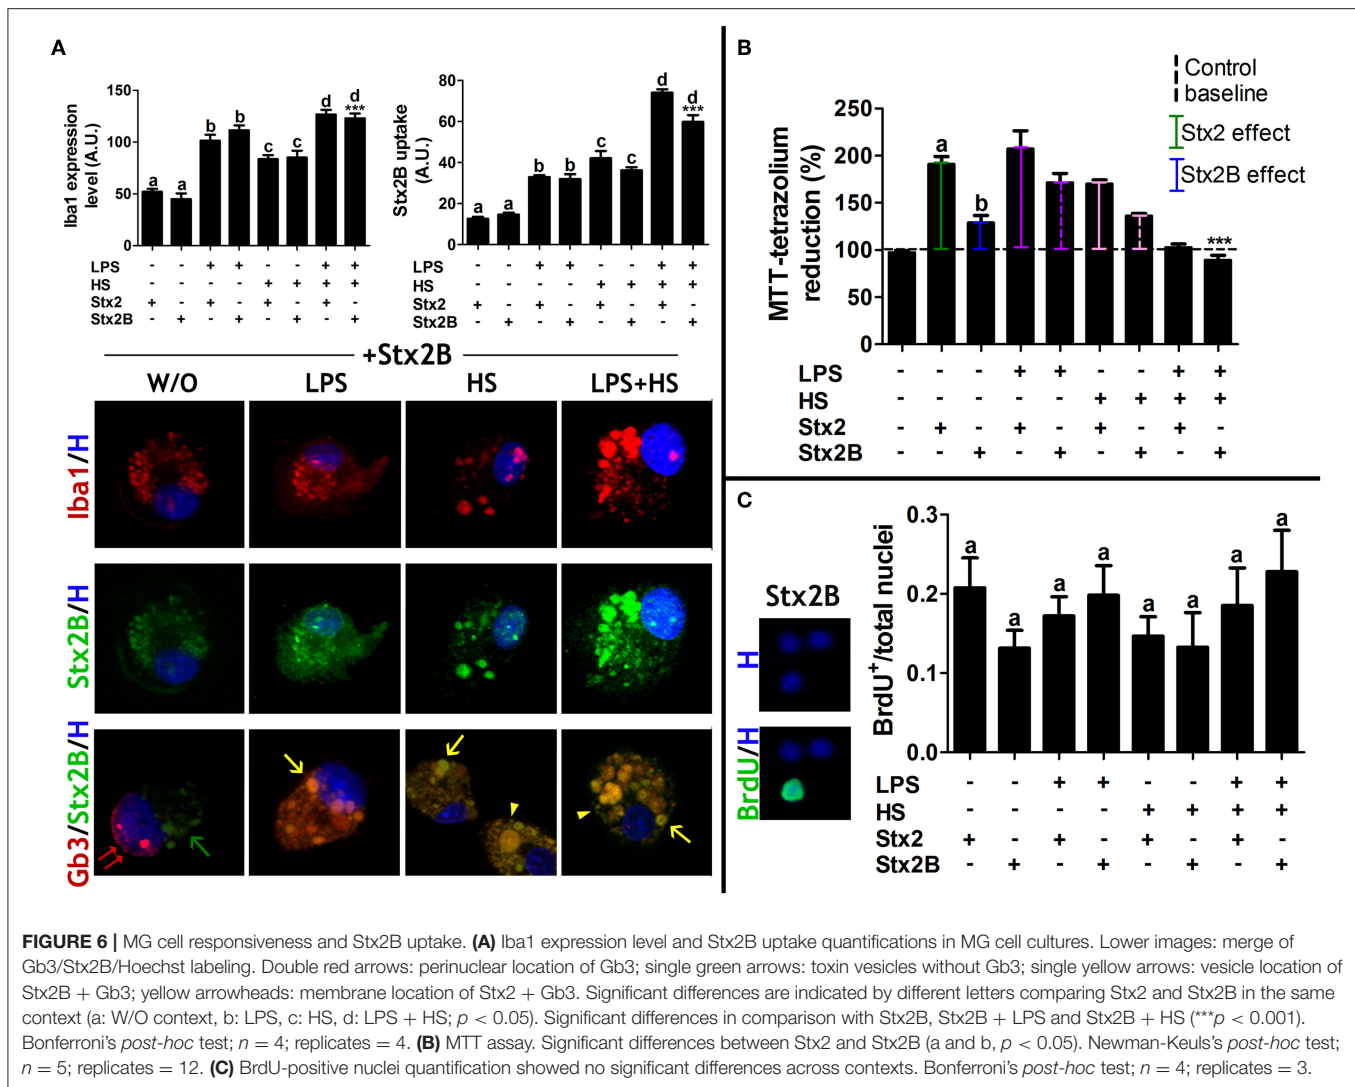 A
Iba1 expression
level (A.U.)
150
100
50
0
a a b b c c d d
***
LPS - - + + - - + +
HS - - - - + + + +
Stx2 + - + - + - + -
Stx2B - + - + - + - +
Stx2B uptake
(A.U.)
80
60
40
20
0
a a b b c c d d
***
LPS - - + + - - + +
HS - - - - + + + +
Stx2 + - + - + - + -
Stx2B - + - + - + - +
+Stx2B
W/O LPS HS LPS+HS
Iba1/H
Stx2B/H
Gb3/Stx2B/H
B
MTT-tetrazolium
reduction (%)
250
200
150
100
50
0
a b ***
Control
baseline
Stx2 effect
Stx2B effect
LPS - - - + + - - + +
HS - - - - - + + + +
Stx2 - + - + - + - + -
Stx2B - - + - + - + - +
C
Stx2B
H
BrdU/H
BrdU+/total nuclei
0.3
0.2
0.1
0.0
a a a a a a a a
LPS - - + + - - + +
HS - - - - + + + +
Stx2 + - + - + - + -
Stx2B - + - + - + - +
FIGURE 6 | MG cell responsiveness and Stx2B uptake. (A) Iba1 expression level and Stx2B uptake quantifications in MG cell cultures. Lower images: merge of
Gb3/Stx2B/Hoechst labeling. Double red arrows: perinuclear location of Gb3; single green arrows: toxin vesicles without Gb3; single yellow arrows: vesicle location of
Stx2B + Gb3; yellow arrowheads: membrane location of Stx2 + Gb3. Significant differences are indicated by different letters comparing Stx2 and Stx2B in the same
context (a: W/O context, b: LPS, c: HS, d: LPS + HS; p < 0.05). Significant differences in comparison with Stx2B, Stx2B + LPS and Stx2B + HS (***p < 0.001).
Bonferroni's post-hoc test; n = 4; replicates = 4. (B) MTT assay. Significant differences between Stx2 and Stx2B (a and b, p < 0.05). Newman-Keuls's post-hoc test;
n = 5; replicates = 12. (C) BrdU-positive nuclei quantification showed no significant differences across contexts. Bonferroni's post-hoc test; n = 4; replicates = 3.